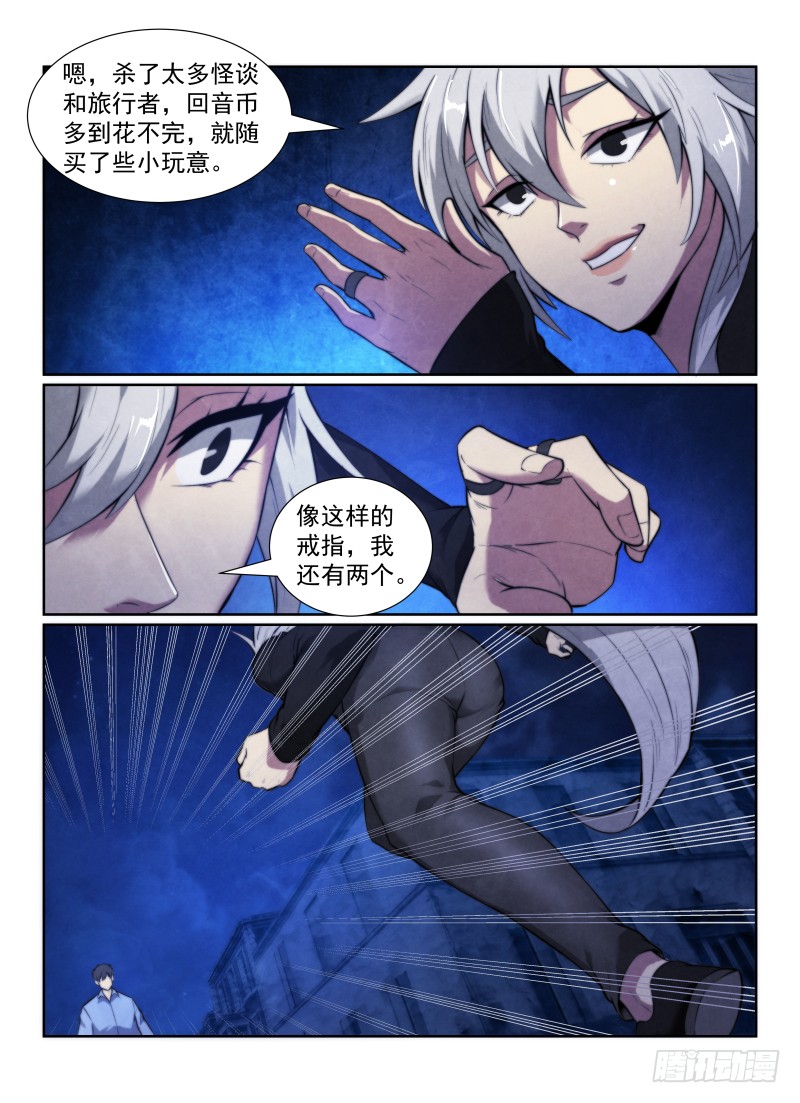 嗯，杀了太多怪谈
和旅行者，回音币
多到花不完，就随
买了些小玩意。
像这样的
戒指，我
还有两个。
腾讯动漫